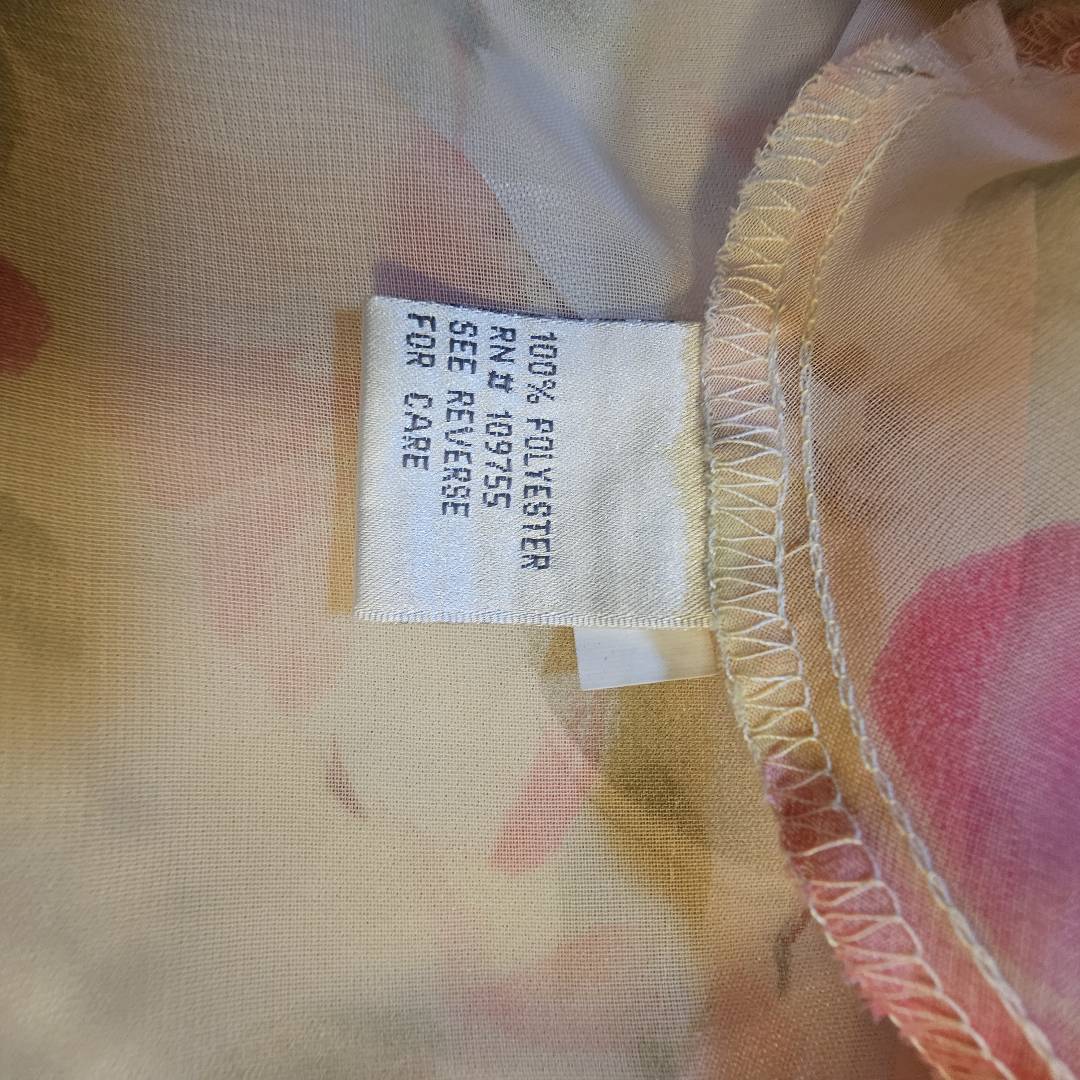 100% POLYESTER
RN# 109755
SEE REVERSE
FOR CARE